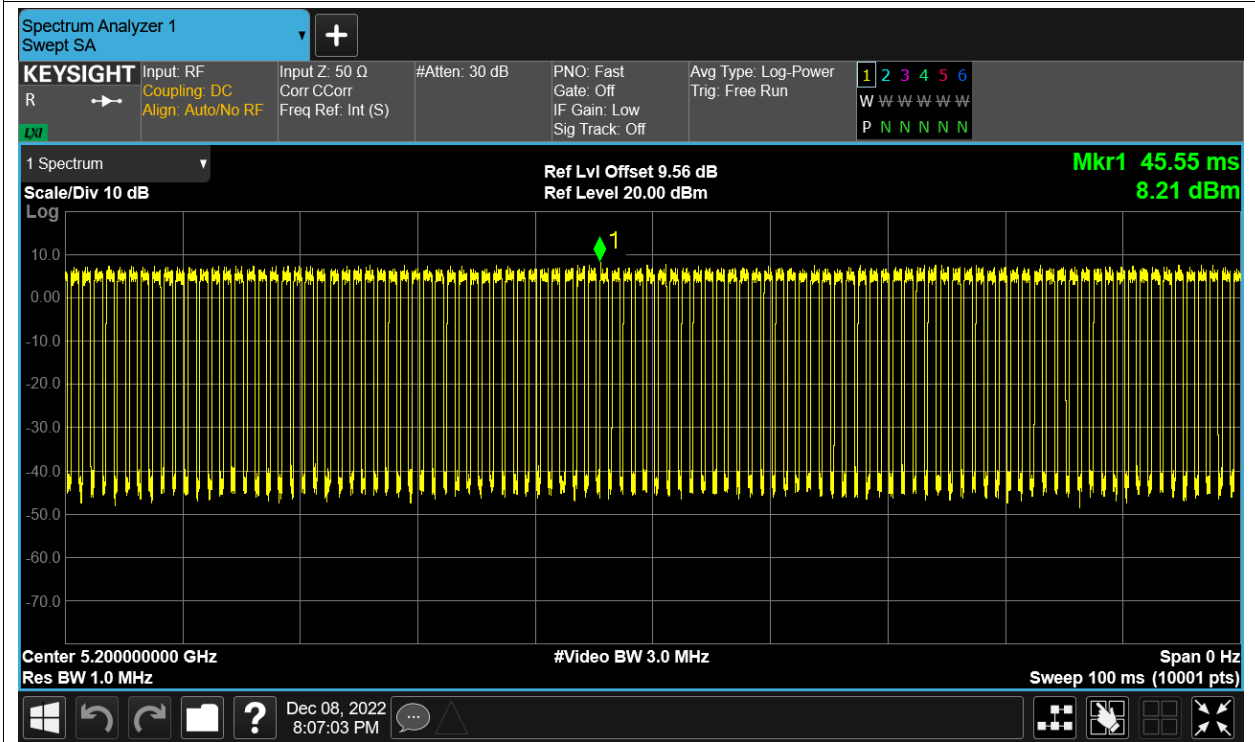 Spectrum Analyzer 1
Swept SA
KEYSIGHT
R
LXI
Input: RF
Coupling: DC
Align: Auto/No RF
Input Z: 50 Ω
Corr CCorr
Freq Ref: Int (S)
#Atten: 30 dB
PNO: Fast
Gate: Off
IF Gain: Low
Sig Track: Off
Avg Type: Log-Power
Trig: Free Run
1 2 3 4 5 6
W W W W W W
P N N N N N
1 Spectrum
Scale/Div 10 dB
Log
Ref Lvl Offset 9.56 dB
Ref Level 20.00 dBm
Mkr1 45.55 ms
8.21 dBm
1
10.0
0.00
-10.0
-20.0
-30.0
-40.0
-50.0
-60.0
-70.0
Center 5.200000000 GHz
#Video BW 3.0 MHz
Span 0 Hz
Res BW 1.0 MHz
Sweep 100 ms (10001 pts)
?
Dec 08, 2022
8:07:03 PM